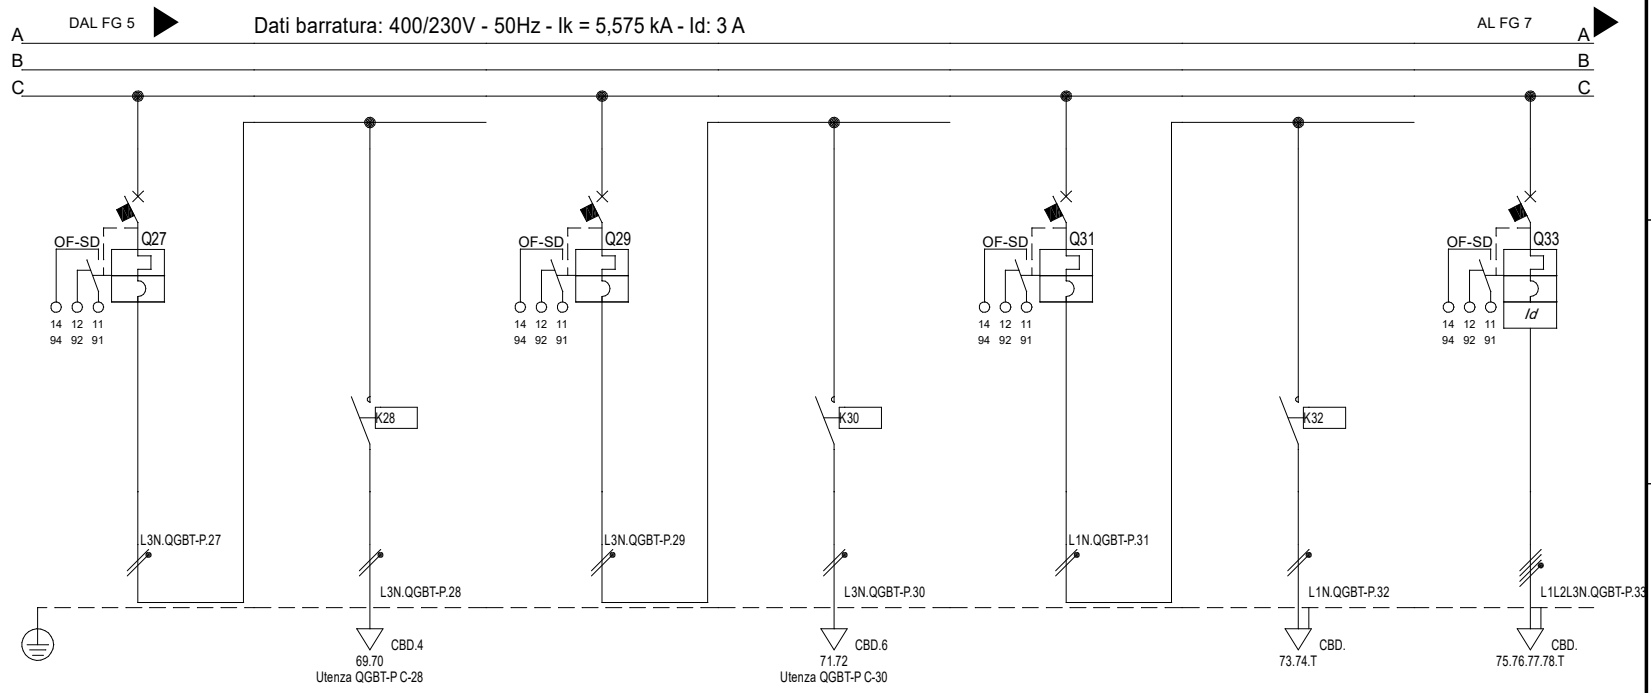 DAL FG 5
Dati barratura: 400/230V - 50Hz - Ik = 5,575 kA - Id: 3 A
AL FG 7
A
A
B
B
C
C
OF-SD
Q27
OF-SD
Q29
OF-SD
Q31
OF-SD
Q33
14 12 11
94 92 91
14 12 11
94 92 91
14 12 11
94 92 91
14 12 11
94 92 91
Id
K28
K30
K32
L3N.QGBT-P.27
L3N.QGBT-P.29
L1N.QGBT-P.31
L3N.QGBT-P.28
L3N.QGBT-P.30
L1N.QGBT-P.32
L1L2L3N.QGBT-P.33
CBD.4
69.70
Utenza QGBT-P C-28
CBD.6
71.72
Utenza QGBT-P C-30
CBD.
73.74.T
CBD.
75.76.77.78.T